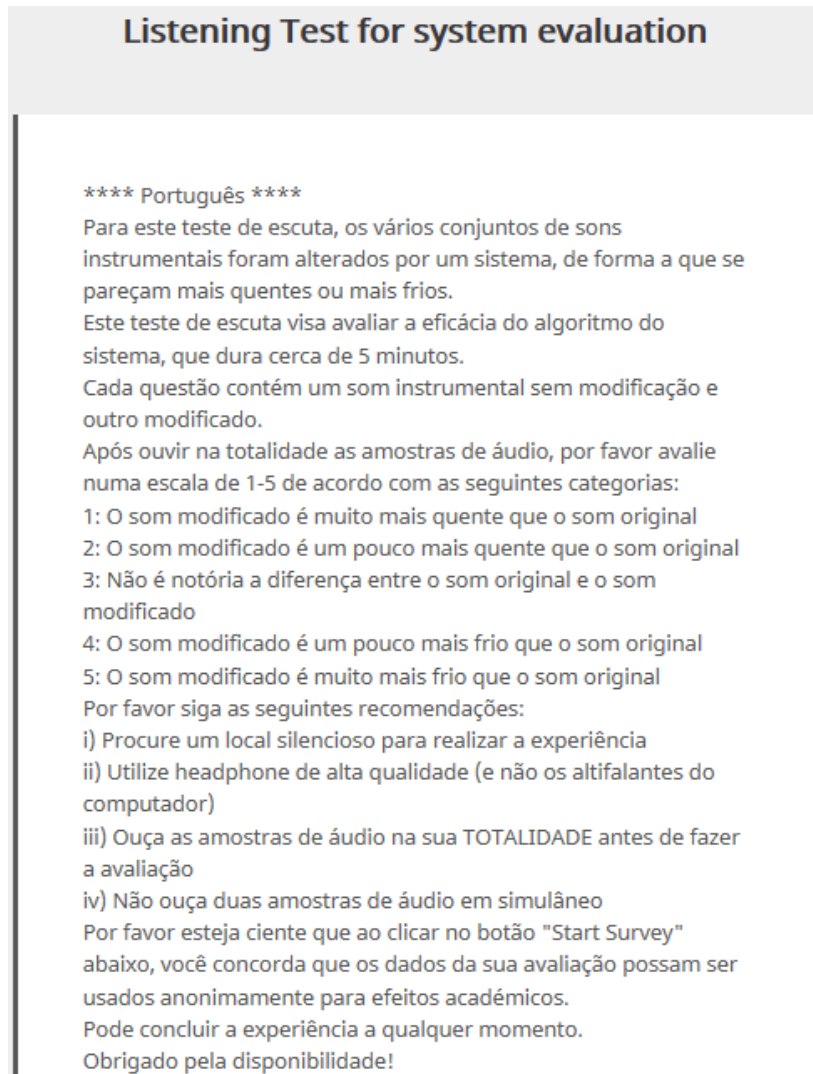 Listening Test for system evaluation
**** Português ****
Para este teste de escuta, os vários conjuntos de sons
instrumentais foram alterados por um sistema, de forma a que se
pareçam mais quentes ou mais frios.
Este teste de escuta visa avaliar a eficácia do algoritmo do
sistema, que dura cerca de 5 minutos.
Cada questão contém um som instrumental sem modificação e
outro modificado.
Após ouvir na totalidade as amostras de áudio, por favor avalie
numa escala de 1-5 de acordo com as seguintes categorias:
1: O som modificado é muito mais quente que o som original
2: O som modificado é um pouco mais quente que o som original
3: Não é notória a diferença entre o som original e o som
modificado
4: O som modificado é um pouco mais frio que o som original
5: O som modificado é muito mais frio que o som original
Por favor siga as seguintes recomendações:
i) Procure um local silencioso para realizar a experiência
ii) Utilize headphone de alta qualidade (e não os altifalantes do
computador)
iii) Ouça as amostras de áudio na sua TOTALIDADE antes de fazer
a avaliação
iv) Não ouça duas amostras de áudio em simulâneo
Por favor esteja ciente que ao clicar no botão "Start Survey"
abaixo, você concorda que os dados da sua avaliação possam ser
usados anonimamente para efeitos académicos.
Pode concluir a experiência a qualquer momento.
Obrigado pela disponibilidade!